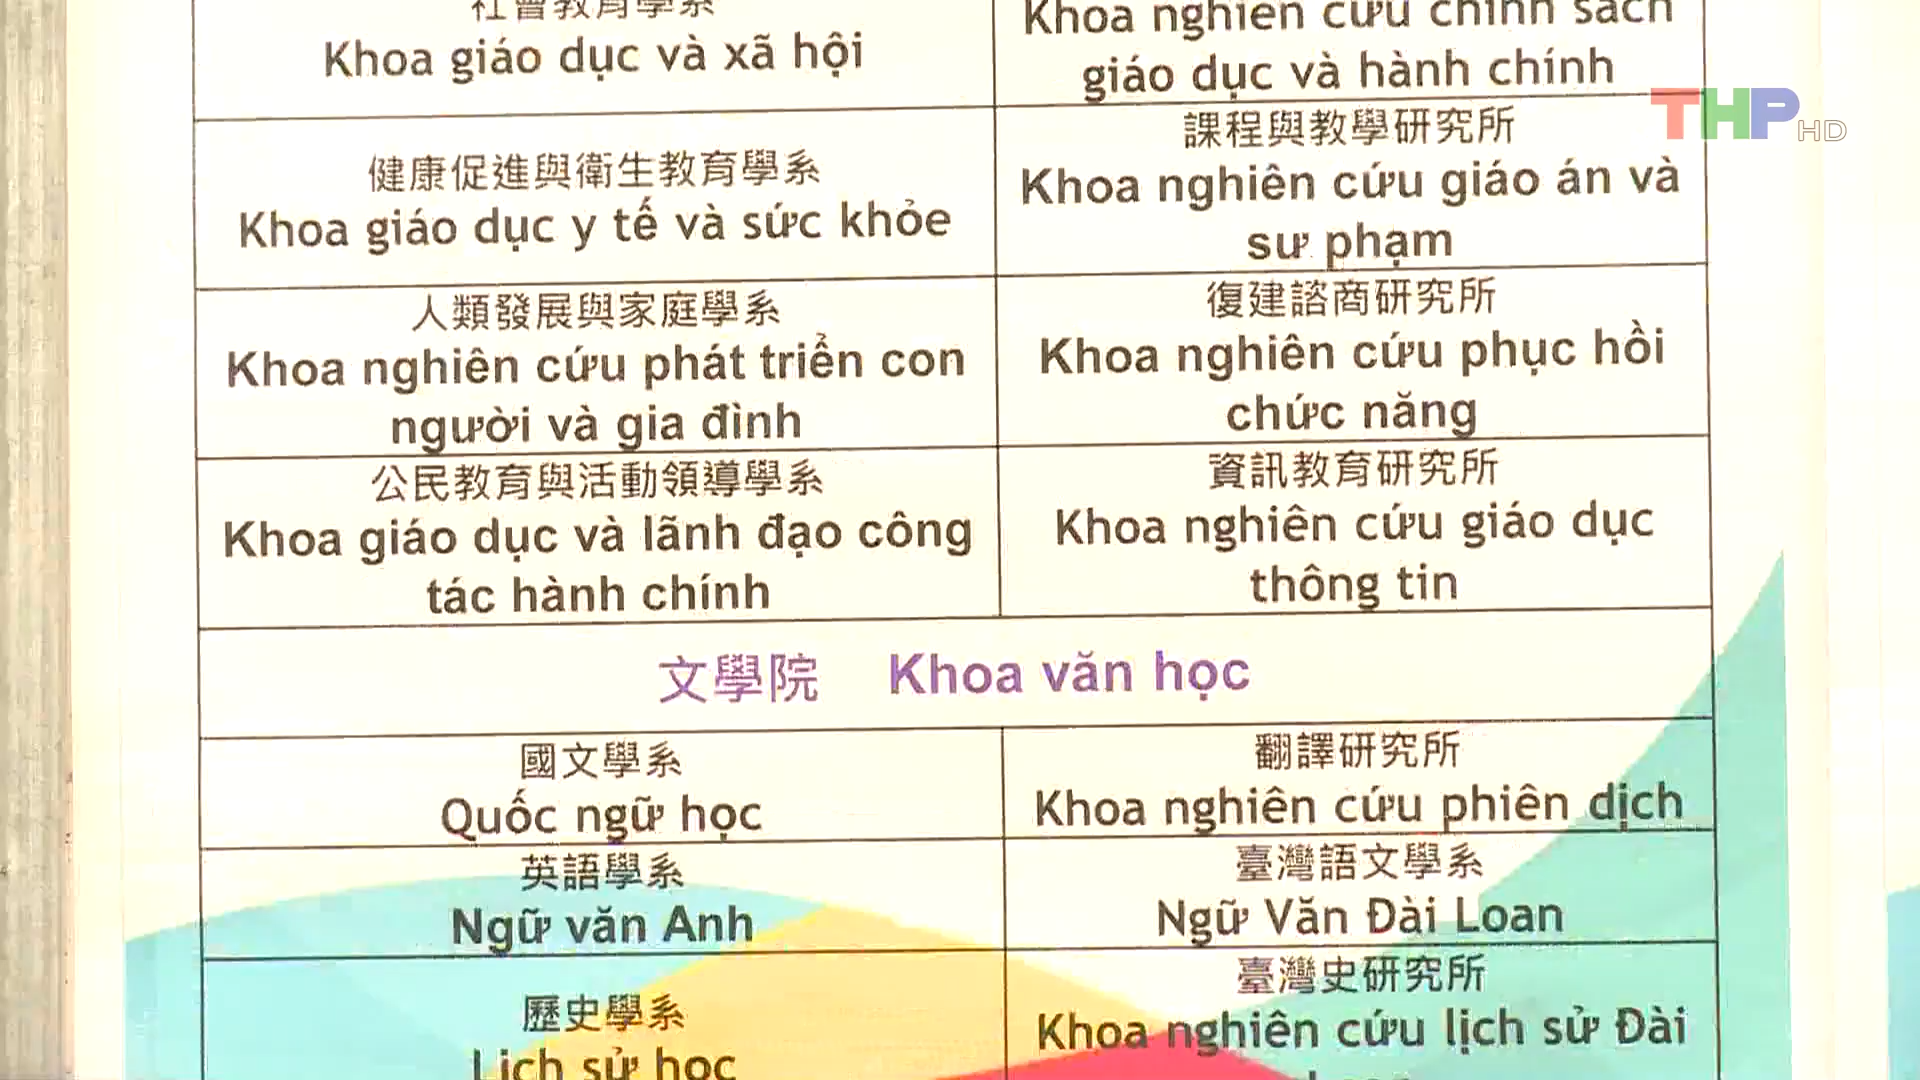 社會教育學系
Khoa giáo dục và xã hội
Khoa nghiên cứu chính sách
giáo dục và hành chính
健康促進與衛生教育學系
Khoa giáo dục y tế và sức khỏe
課程與教學研究所
Khoa nghiên cứu giáo án và
sư phạm
人類發展與家庭學系
Khoa nghiên cứu phát triển con
người và gia đình
復建諮商研究所
Khoa nghiên cứu phục hồi
chức năng
公民教育與活動領導學系
Khoa giáo dục và lãnh đạo công
tác hành chính
資訊教育研究所
Khoa nghiên cứu giáo dục
thông tin
文學院 Khoa văn học
國文學系
Quốc ngữ học
翻譯研究所
Khoa nghiên cứu phiên dịch
英語學系
Ngữ văn Anh
臺灣語文學系
Ngữ Văn Đài Loan
歷史學系
Lịch sử học
臺灣史研究所
Khoa nghiên cứu lịch sử Đài
THP HD